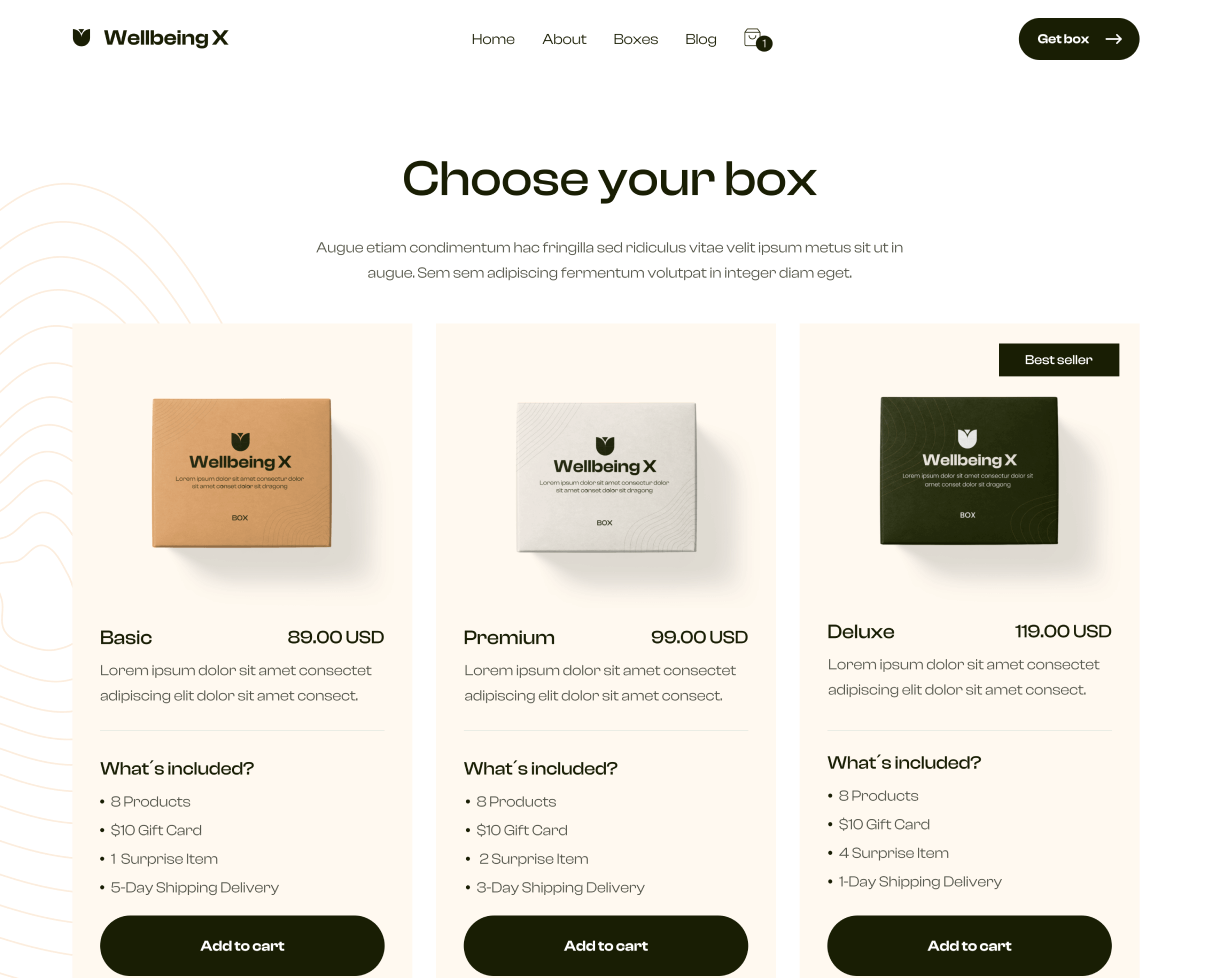 Wellbeing X
Home About Boxes Blog 1
Get box
Choose your box
Augue etiam condimentum hac fringilla sed ridiculus vitae velit ipsum metus sit ut in
augue. Sem sem adipiscing fermentum volutpat in integer diam eget.
Wellbeing X
Lorem ipsum dolor sit amet consectur dolor
sit amet conset dolor sit dragong
BOX
Basic 89.00 USD
Lorem ipsum dolor sit amet consectet
adipiscing elit dolor sit amet consect.
What´s included?
• 8 Products
• $10 Gift Card
• 1 Surprise Item
• 5-Day Shipping Delivery
Add to cart
Wellbeing X
Lorem ipsum dolor sit amet consectur dolor
sit amet conset dolor sit dragong
BOX
Premium 99.00 USD
Lorem ipsum dolor sit amet consectet
adipiscing elit dolor sit amet consect.
What´s included?
• 8 Products
• $10 Gift Card
• 2 Surprise Item
• 3-Day Shipping Delivery
Add to cart
Best seller
Wellbeing X
Lorem ipsum dolor sit amet consectur dolor sit
amet conset dolor sit dragong
BOX
Deluxe 119.00 USD
Lorem ipsum dolor sit amet consectet
adipiscing elit dolor sit amet consect.
What´s included?
• 8 Products
• $10 Gift Card
• 4 Surprise Item
• 1-Day Shipping Delivery
Add to cart